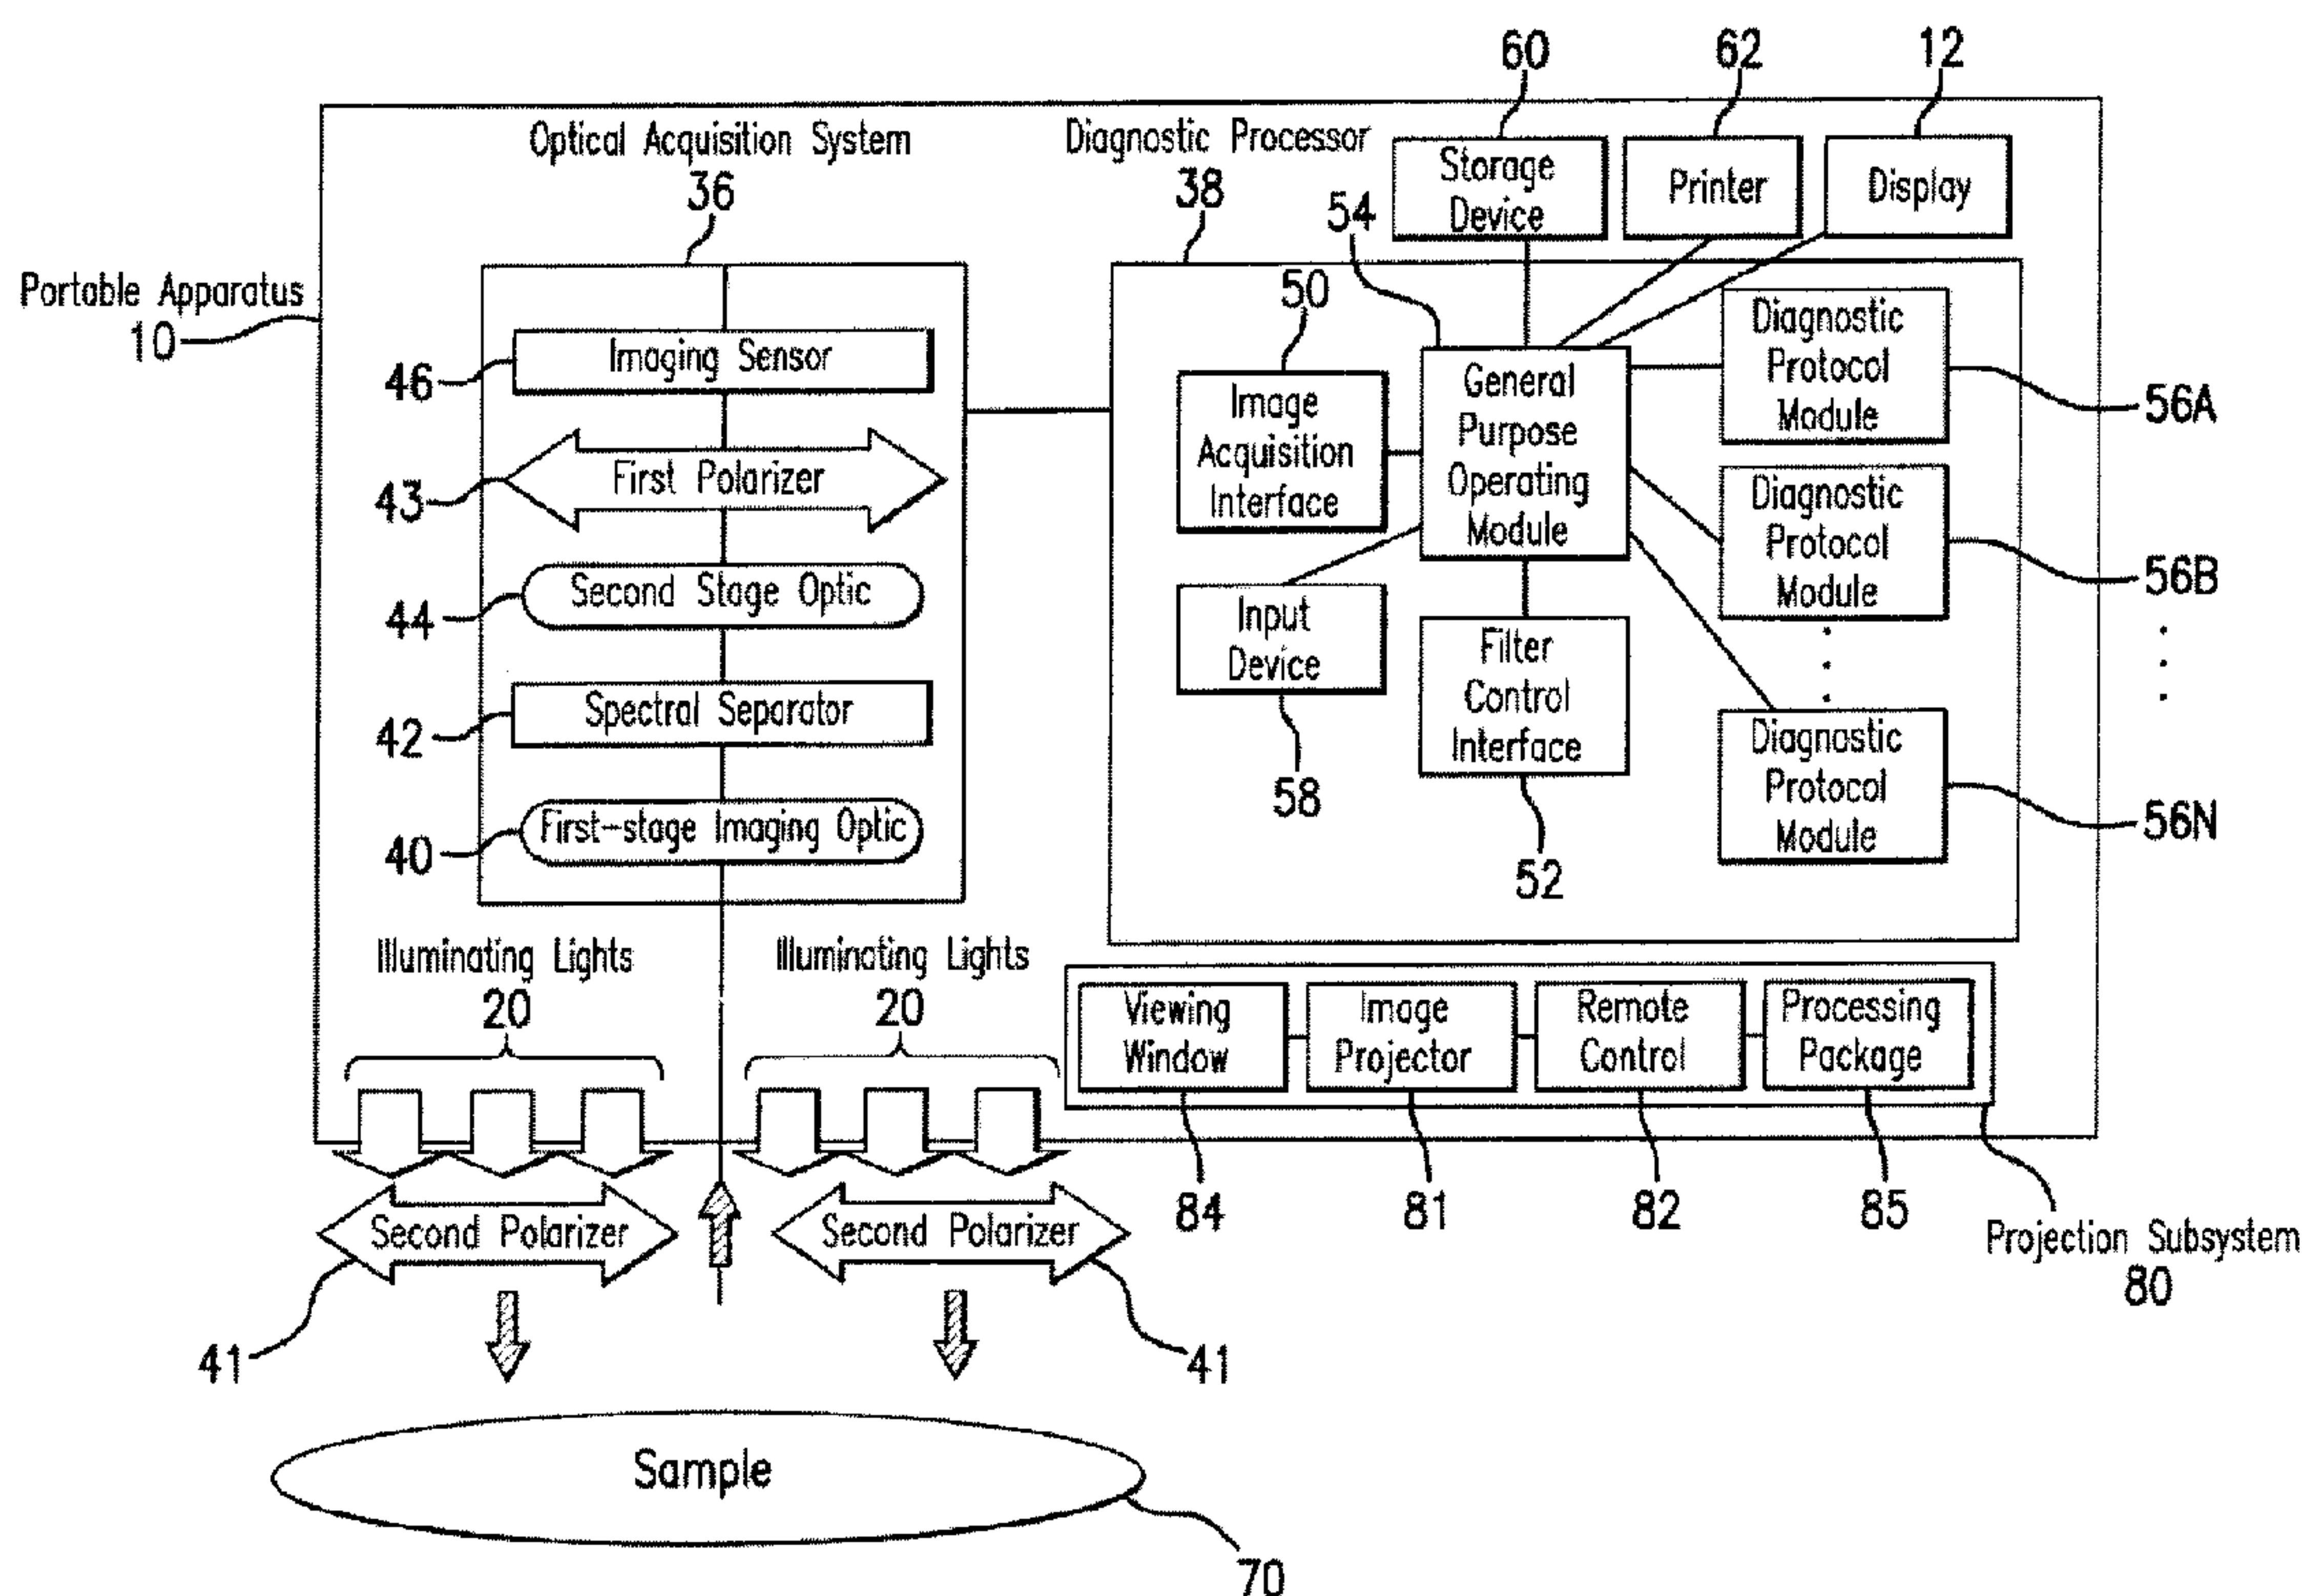 60
62
12
Optical Acquisition System
36
Diagnostic Processor
38
Storage
Device
Printer
Display
54
Portable Apparatus
10
50
Imaging Sensor
46
First Polarizer
43
Second Stage Optic
44
Spectral Separator
42
First-stage Imaging Optic
40
Image
Acquisition
Interface
General
Purpose
Operating
Module
Diagnostic
Protocol
Module
56A
Diagnostic
Protocol
Module
56B
Input
Device
58
Filter
Control
Interface
52
Diagnostic
Protocol
Module
56N
Illuminating Lights
20
Illuminating Lights
20
Viewing
Window
Image
Projector
Remote
Control
Processing
Package
84
81
82
85
Projection Subsystem
80
Second Polarizer
Second Polarizer
41
41
Sample
70